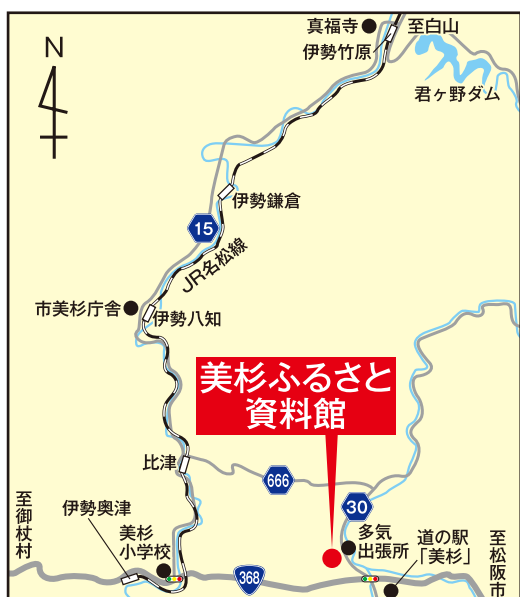 真福寺
至白山
伊勢竹原
君ヶ野ダム
N
伊勢鎌倉
15
JR名松線
市美杉庁舎
伊勢八知
美杉ふるさと
資料館
比津
666
30
至御杖村
伊勢奥津
美杉
小学校
多気
出張所
道の駅
「美杉」
至松阪市
368